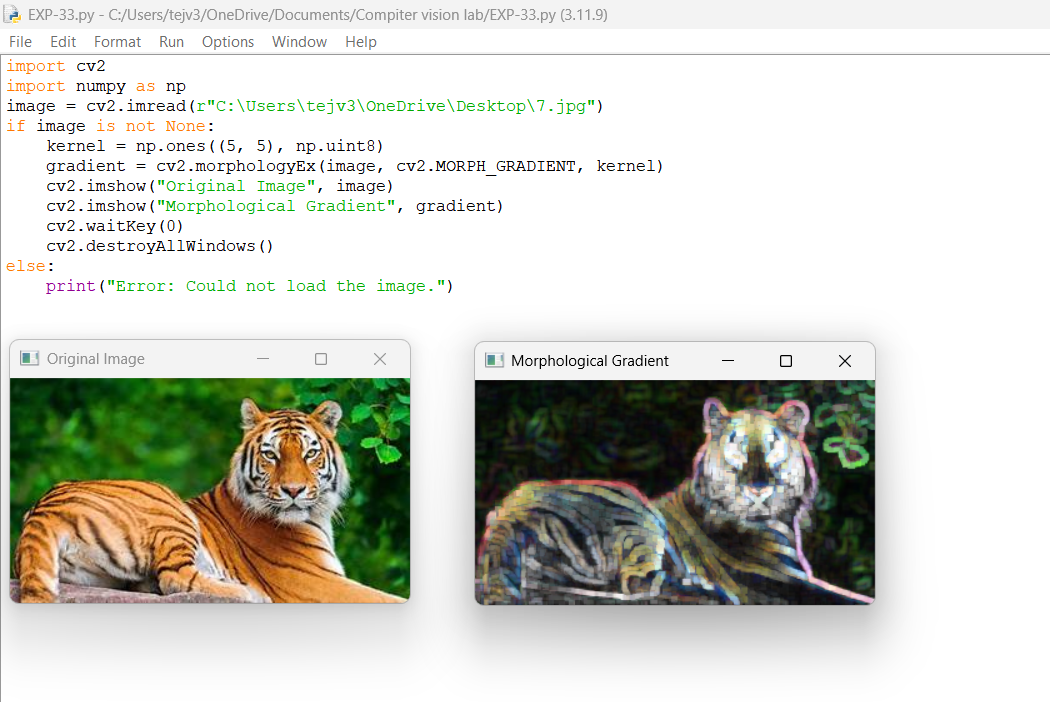 EXP-33.py - C:/Users/tejv3/OneDrive/Documents/Compiter vision lab/EXP-33.py (3.11.9)
File Edit Format Run Options Window Help
import cv2
import numpy as np
image = cv2.imread(r"C:\Users\tejv3\OneDrive\Desktop\7.jpg")
if image is not None:
    kernel = np.ones((5, 5), np.uint8)
    gradient = cv2.morphologyEx(image, cv2.MORPH_GRADIENT, kernel)
    cv2.imshow("Original Image", image)
    cv2.imshow("Morphological Gradient", gradient)
    cv2.waitKey(0)
    cv2.destroyAllWindows()
else:
    print("Error: Could not load the image.")
Original Image
Morphological Gradient